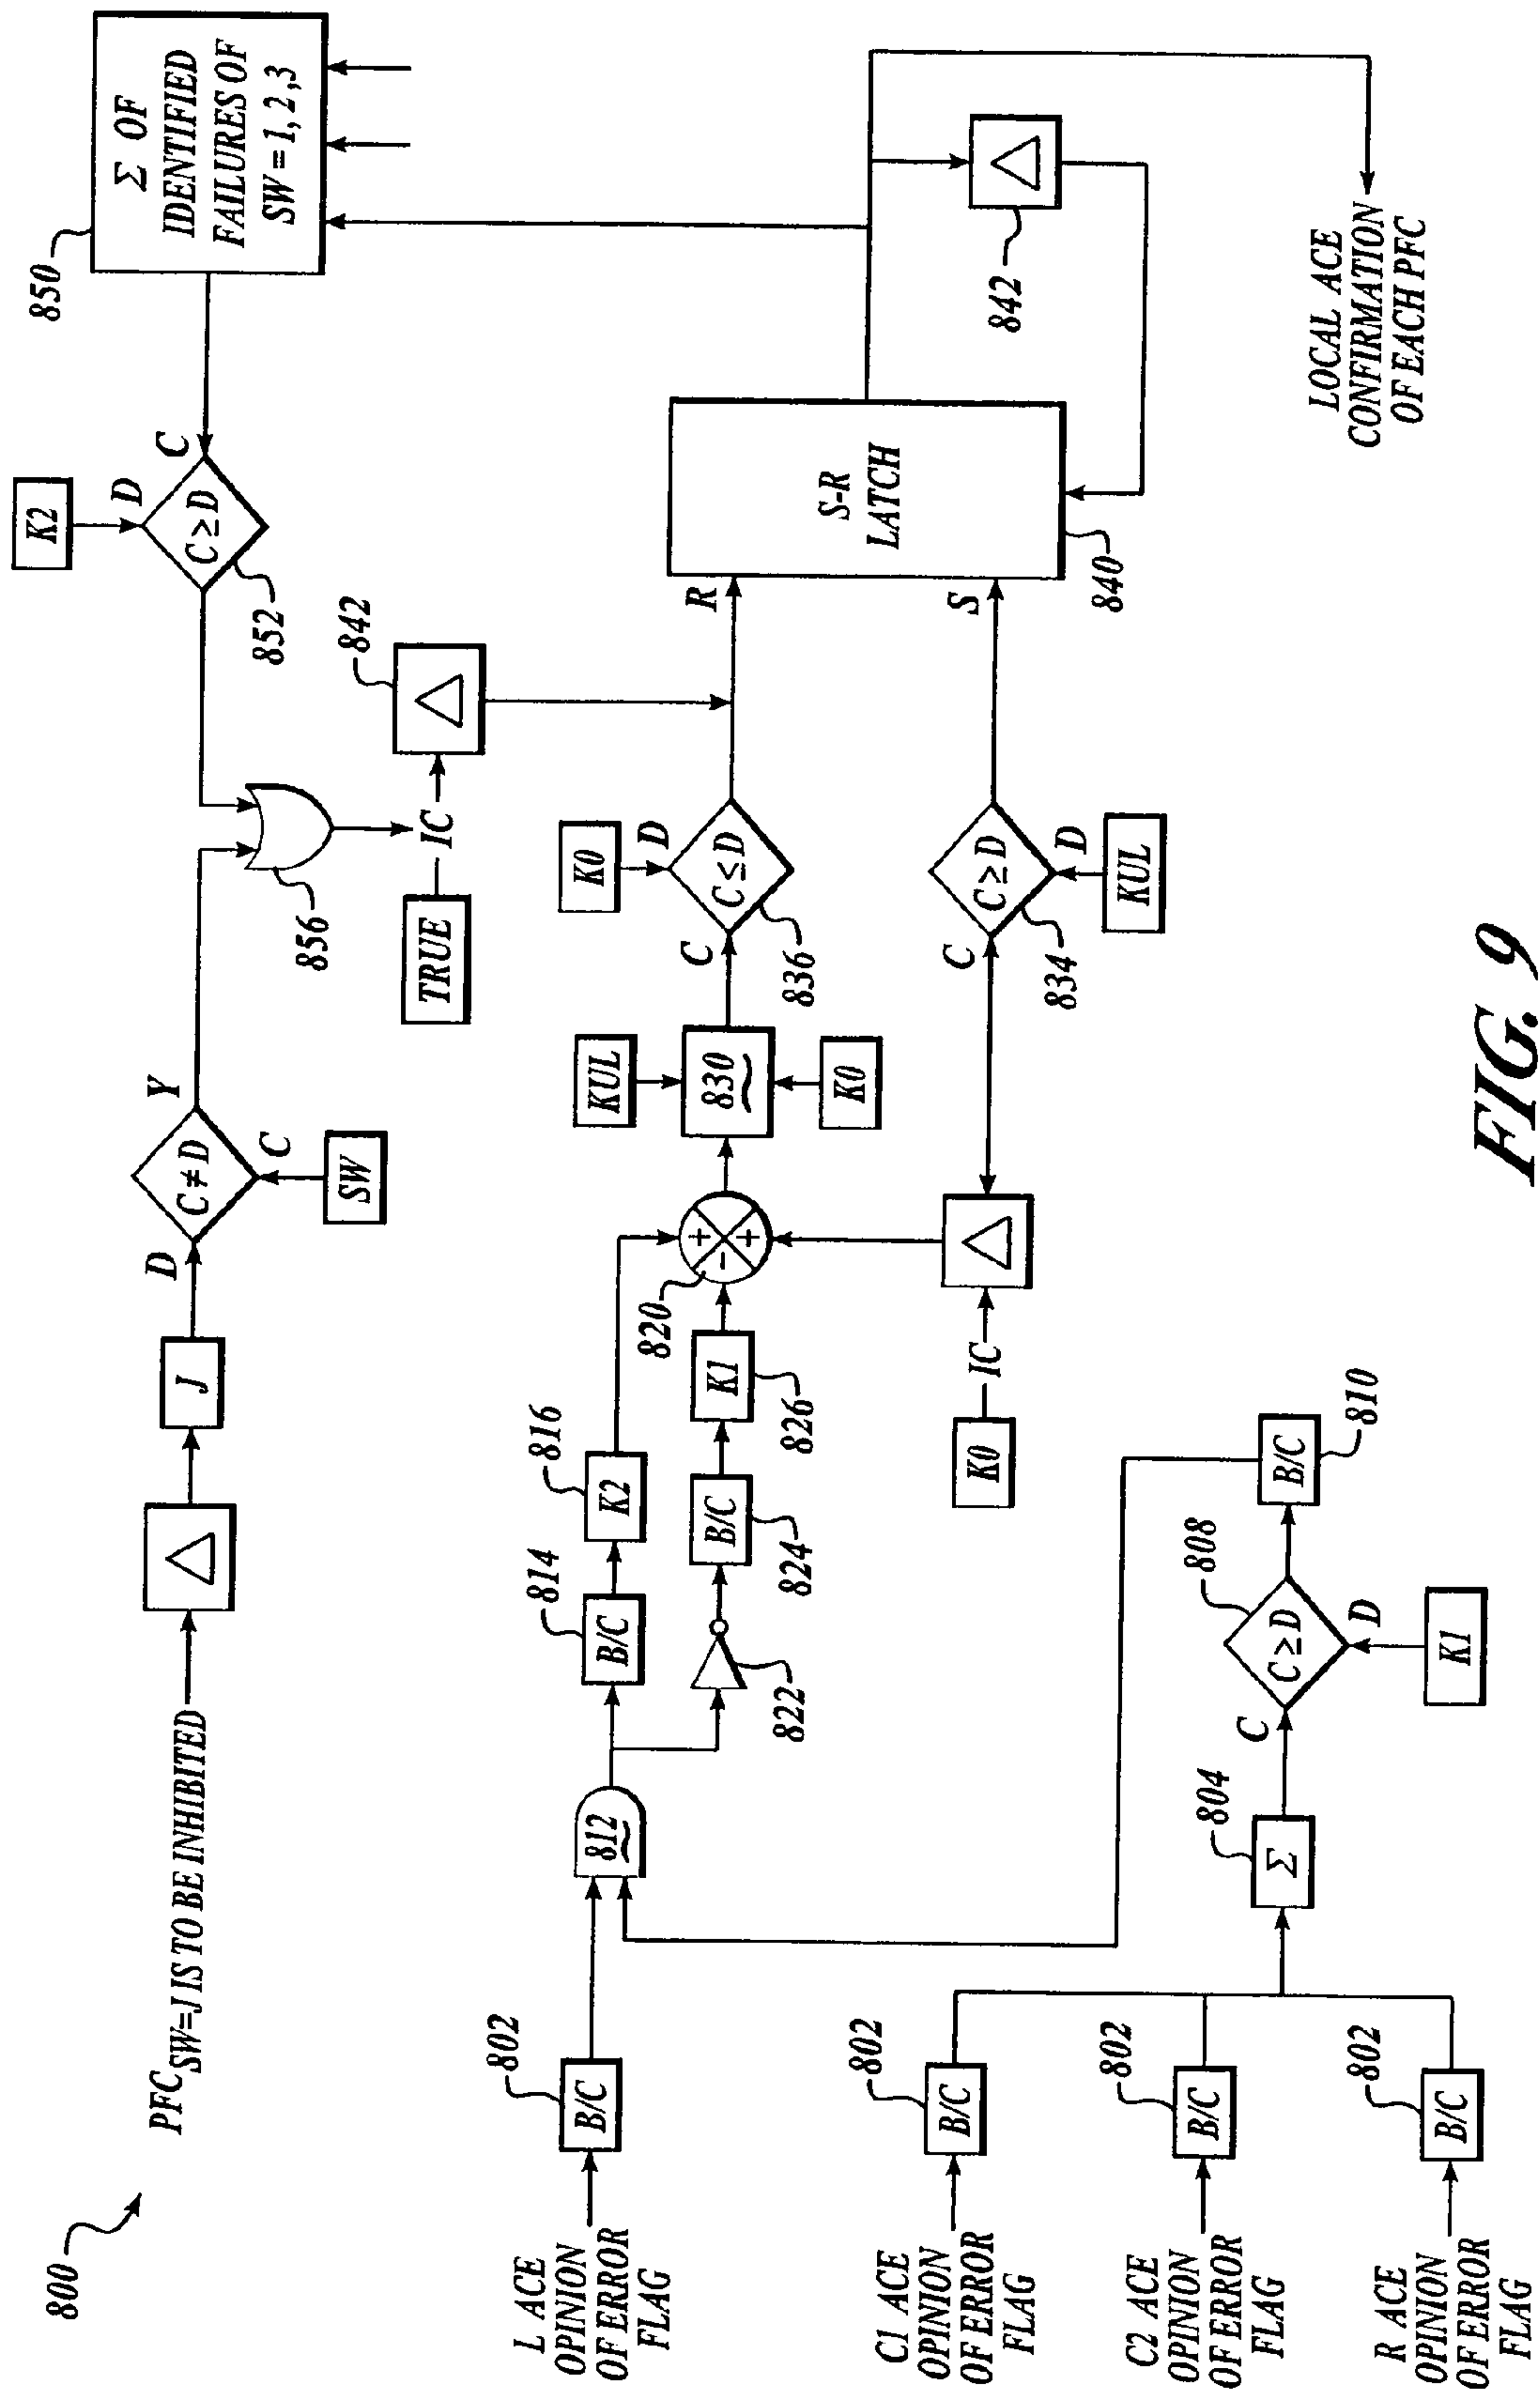 800
PFC SW=J IS TO BE INHIBITED
J
D
C≠D
Y
C
SW
856
TRUE
IC
842
K2
D
C≥D
C
852
850
Σ OF
IDENTIFIED
FAILURES OF
SW = 1, 2, 3
L ACE
OPINION
OF ERROR
FLAG
802
B/C
812
814
B/C
816
K2
822
B/C
824
K1
826
820
+
-
+
KUL
830
K0
C
K0
D
C≤D
836
R
S-R
LATCH
840
842
K0
IC
C
C≥D
D
KUL
834
S
LOCAL ACE
CONFIRMATION
OF EACH PFC
C1 ACE
OPINION
OF ERROR
FLAG
802
B/C
C2 ACE
OPINION
OF ERROR
FLAG
802
B/C
R ACE
OPINION
OF ERROR
FLAG
802
B/C
804
Σ
C
808
C≥D
D
K1
B/C
810
FIG. 9